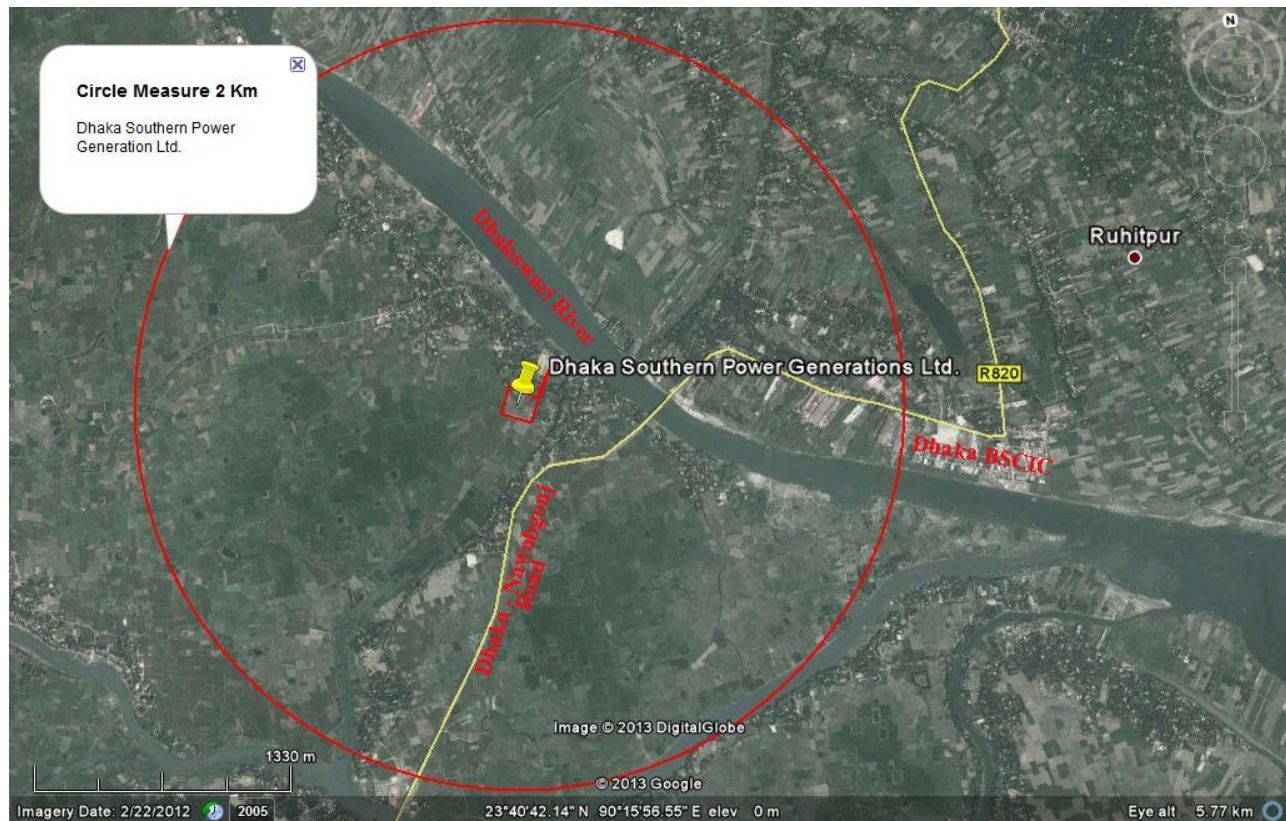 N
Circle Measure 2 Km
Dhaka Southern Power
Generation Ltd.
Dhaleswari River
Ruhitpur
Dhaka Southern Power Generations Ltd.
R820
Dhaka BSCIC
Dhaka - Nawabgonj
Road
Image © 2013 DigitalGlobe
1330 m
© 2013 Google
Imagery Date: 2/22/2012 2005 23°40'42.14" N 90°15'56.55" E elev 0 m Eye alt 5.77 km